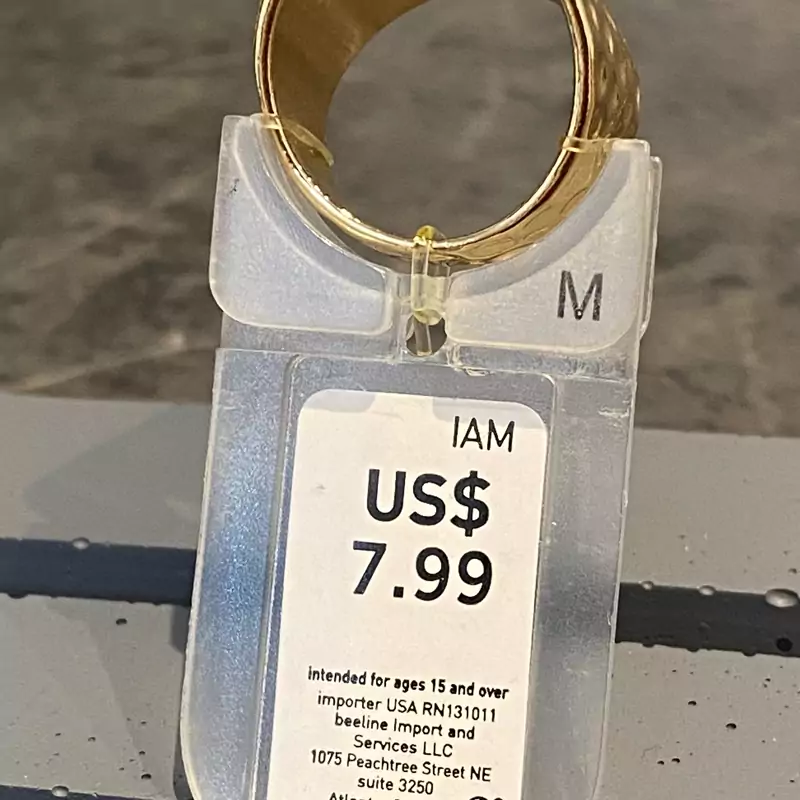 M
IAM
US$
7.99
intended for ages 15 and over
importer USA RN131011
beeline Import and
Services LLC
1075 Peachtree Street NE
suite 3250